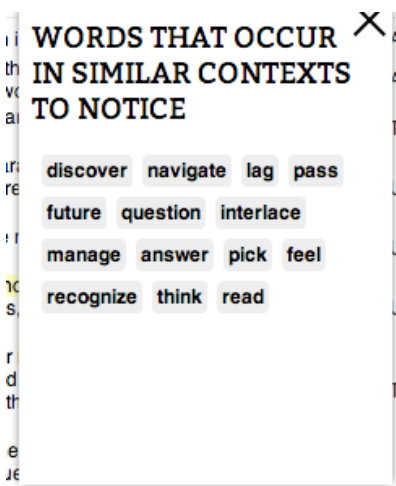 WORDS THAT OCCUR
IN SIMILAR CONTEXTS
TO NOTICE
discover navigate lag pass
future question interlace
manage answer pick feel
recognize think read